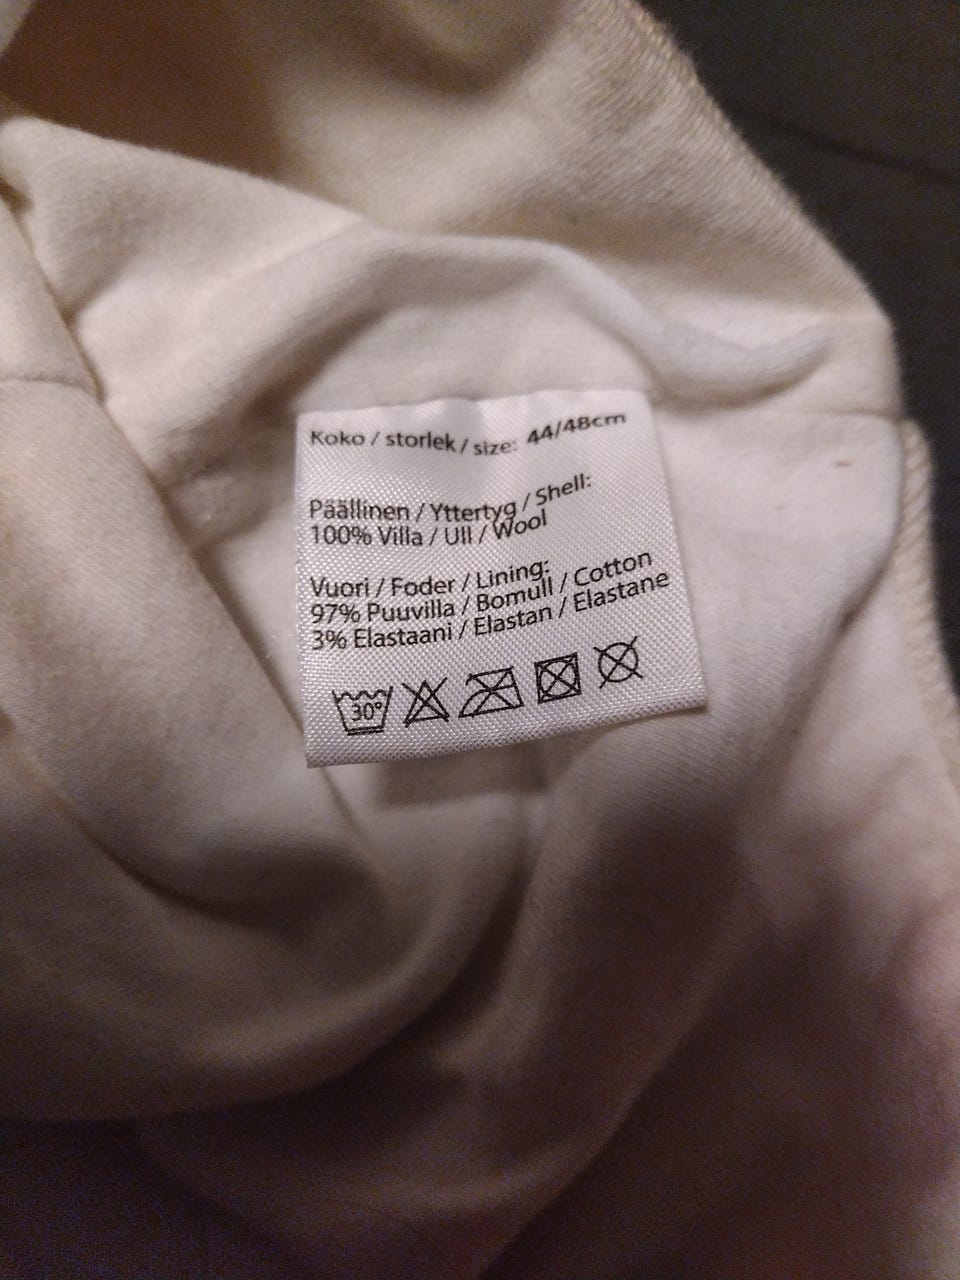 Koko / storlek / size: 44/48cm
Päällinen / Yttertyg / Shell:
100% Villa / Ull / Wool
Vuori / Foder / Lining:
97% Puuvilla / Bomull / Cotton
3% Elastaani / Elastan / Elastane
30°